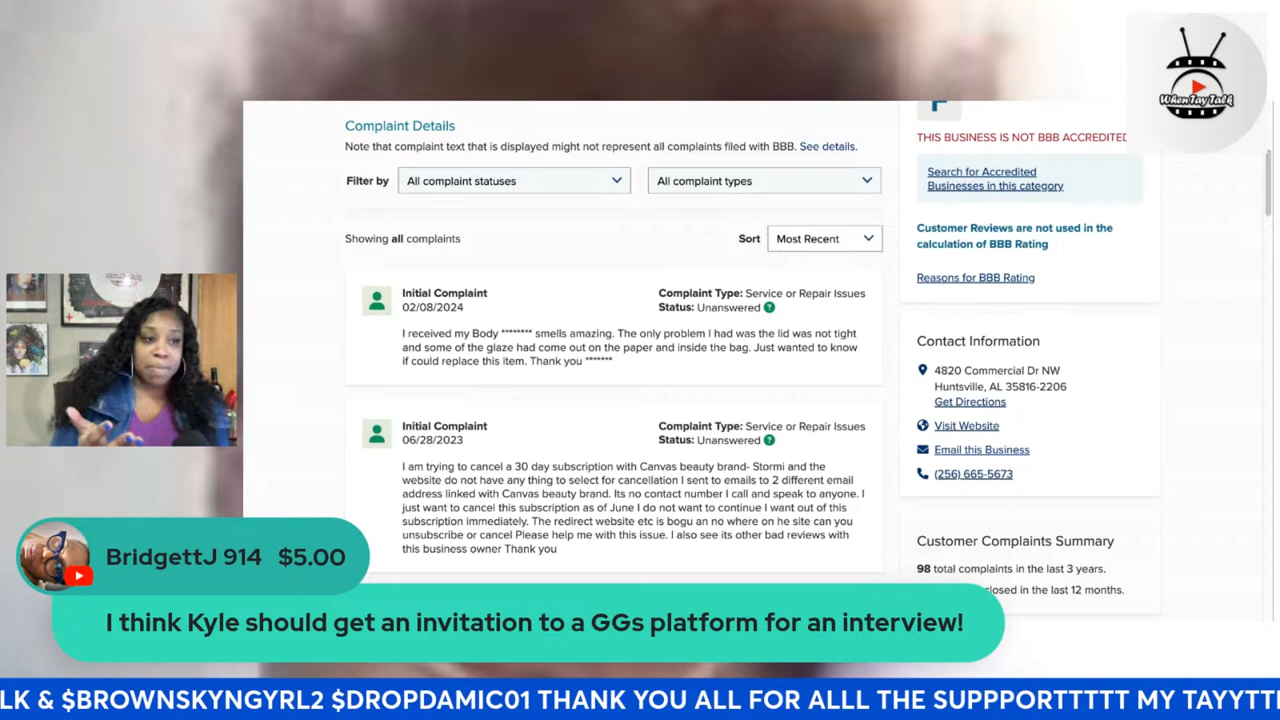 WhenTayTalk
F
Complaint Details
Note that complaint text that is displayed might not represent all complaints filed with BBB. See details.
Filter by All complaint statuses All complaint types
Showing all complaints Sort Most Recent
Initial Complaint
02/08/2024
Complaint Type: Service or Repair Issues
Status: Unanswered ?
I received my Body ******** smells amazing. The only problem I had was the lid was not tight
and some of the glaze had come out on the paper and inside the bag. Just wanted to know
if could replace this item. Thank you *******
Initial Complaint
06/28/2023
Complaint Type: Service or Repair Issues
Status: Unanswered ?
I am trying to cancel a 30 day subscription with Canvas beauty brand- Stormi and the
website do not have any thing to select for cancellation I sent to emails to 2 different email
address linked with Canvas beauty brand. Its no contact number I call and speak to anyone. I
just want to cancel this subscription as of June I do not want to continue I want out of this
subscription immediately. The redirect website etc is bogu an no where on he site can you
unsubscribe or cancel Please help me with this issue. I also see its other bad reviews with
this business owner Thank you
THIS BUSINESS IS NOT BBB ACCREDITED
Search for Accredited
Businesses in this category
Customer Reviews are not used in the
calculation of BBB Rating
Reasons for BBB Rating
Contact Information
4820 Commercial Dr NW
Huntsville, AL 35816-2206
Get Directions
Visit Website
Email this Business
(256) 665-5673
Customer Complaints Summary
98 total complaints in the last 3 years.
closed in the last 12 months.
BridgettJ 914 $5.00
I think Kyle should get an invitation to a GGs platform for an interview!
LK & $BROWNSKYNGYRL2 $DROPDAMIC01 THANK YOU ALL FOR ALLL THE SUPPPORTTTTT MY TAYYTT